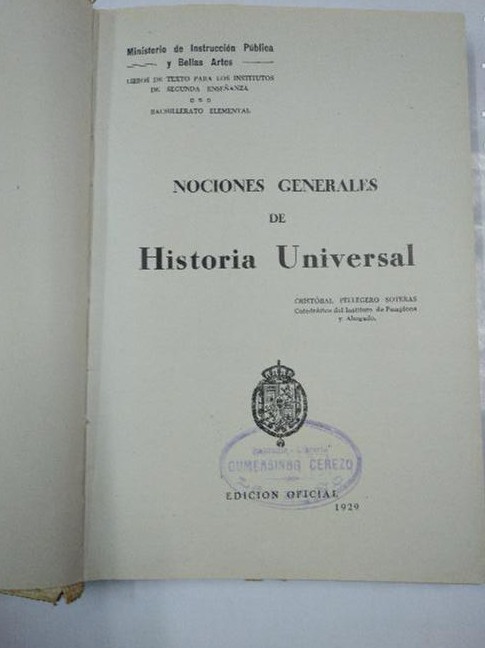 Ministerio de Instrucción Pública
y Bellas Artes
LIBROS DE TEXTO PARA LOS INSTITUTOS
DE SEGUNDA ENSEÑANZA
BACHILLERATO ELEMENTAL
NOCIONES GENERALES
DE
Historia Universal
CRISTÓBAL PELLEGERO SOTERAS
Catedrático del Instituto de Pamplona
y Abogado.
GUMERSINDO CEREZO
EDICION OFICIAL
1929